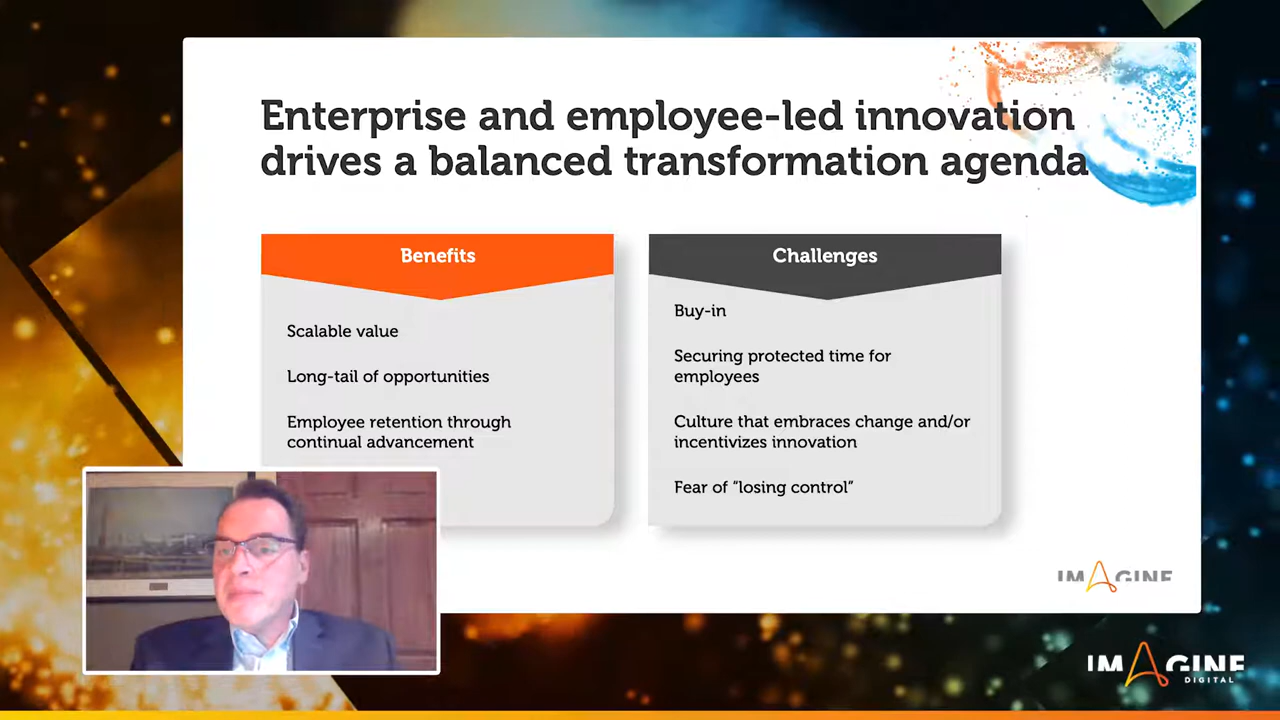 Enterprise and employee-led innovation
drives a balanced transformation agenda
Benefits
Scalable value
Long-tail of opportunities
Employee retention through
continual advancement
Challenges
Buy-in
Securing protected time for
employees
Culture that embraces change and/or
incentivizes innovation
Fear of “losing control”
IMAGINE
IMAGINE
DIGITAL